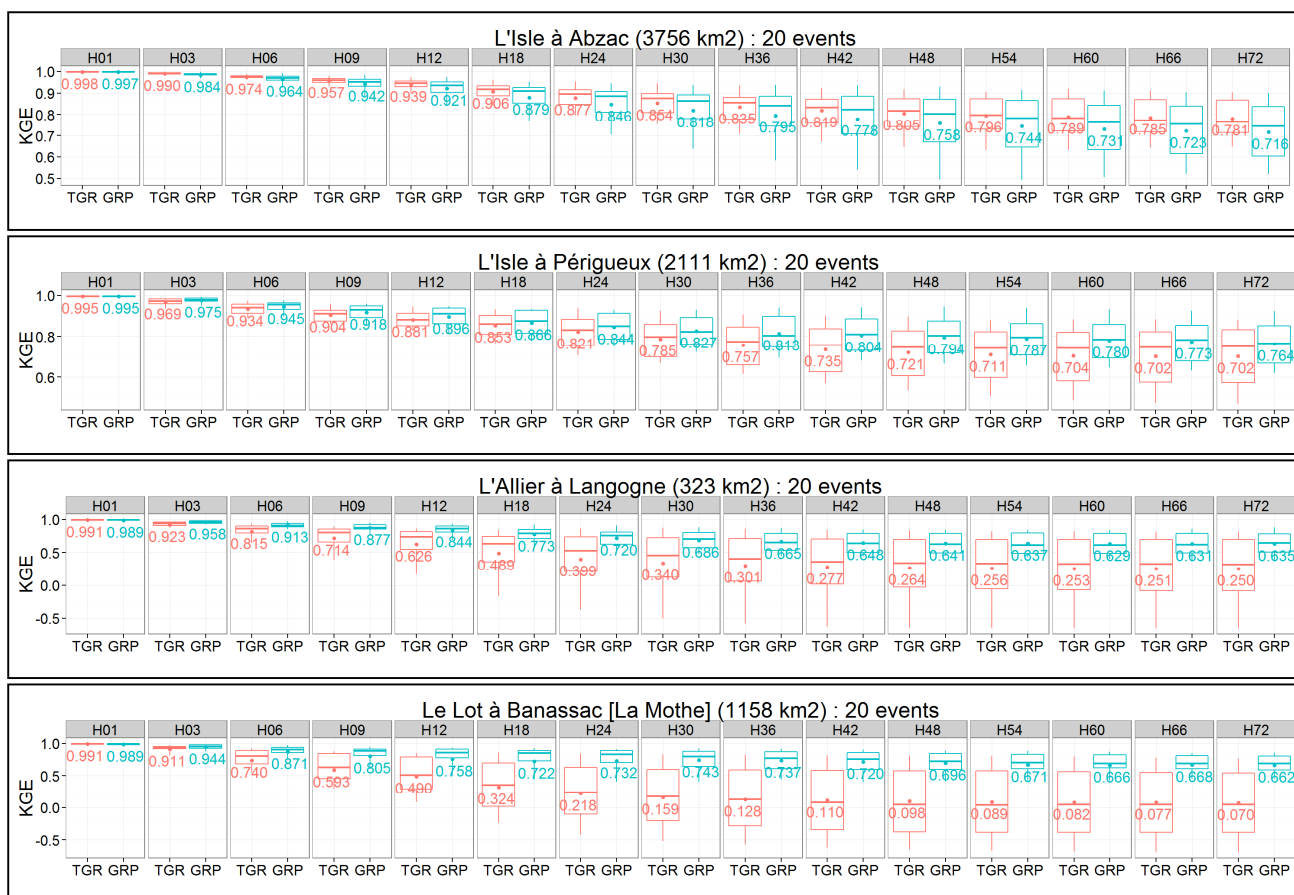 L'Isle à Abzac (3756 km2) : 20 events
H01 H03 H06 H09 H12 H18 H24 H30 H36 H42 H48 H54 H60 H66 H72
KGE
1.0
0.9
0.8
0.7
0.6
0.5
0.998 0.997 0.990 0.984 0.974 0.964 0.957 0.942 0.939 0.921 0.906 0.879 0.877 0.846 0.854 0.818 0.835 0.795 0.819 0.778 0.805 0.758 0.796 0.744 0.789 0.731 0.785 0.723 0.781 0.716
TGR GRP TGR GRP TGR GRP TGR GRP TGR GRP TGR GRP TGR GRP TGR GRP TGR GRP TGR GRP TGR GRP TGR GRP TGR GRP TGR GRP TGR GRP
L'Isle à Périgueux (2111 km2) : 20 events
H01 H03 H06 H09 H12 H18 H24 H30 H36 H42 H48 H54 H60 H66 H72
KGE
1.0
0.8
0.6
0.995 0.995 0.969 0.975 0.934 0.945 0.904 0.918 0.881 0.896 0.853 0.866 0.821 0.844 0.785 0.827 0.757 0.813 0.735 0.804 0.721 0.794 0.711 0.787 0.704 0.780 0.702 0.773 0.702 0.764
TGR GRP TGR GRP TGR GRP TGR GRP TGR GRP TGR GRP TGR GRP TGR GRP TGR GRP TGR GRP TGR GRP TGR GRP TGR GRP TGR GRP TGR GRP
L'Allier à Langogne (323 km2) : 20 events
H01 H03 H06 H09 H12 H18 H24 H30 H36 H42 H48 H54 H60 H66 H72
KGE
1.0
0.5
0.0
-0.5
0.991 0.989 0.923 0.958 0.815 0.913 0.714 0.877 0.626 0.844 0.489 0.773 0.399 0.720 0.340 0.686 0.301 0.665 0.277 0.648 0.264 0.641 0.256 0.637 0.253 0.629 0.251 0.631 0.250 0.635
TGR GRP TGR GRP TGR GRP TGR GRP TGR GRP TGR GRP TGR GRP TGR GRP TGR GRP TGR GRP TGR GRP TGR GRP TGR GRP TGR GRP TGR GRP
Le Lot à Banassac [La Mothe] (1158 km2) : 20 events
H01 H03 H06 H09 H12 H18 H24 H30 H36 H42 H48 H54 H60 H66 H72
KGE
1.0
0.5
0.0
-0.5
0.991 0.989 0.911 0.944 0.740 0.871 0.593 0.805 0.490 0.758 0.324 0.722 0.218 0.732 0.159 0.743 0.128 0.737 0.110 0.720 0.098 0.696 0.089 0.671 0.082 0.666 0.077 0.668 0.070 0.662
TGR GRP TGR GRP TGR GRP TGR GRP TGR GRP TGR GRP TGR GRP TGR GRP TGR GRP TGR GRP TGR GRP TGR GRP TGR GRP TGR GRP TGR GRP